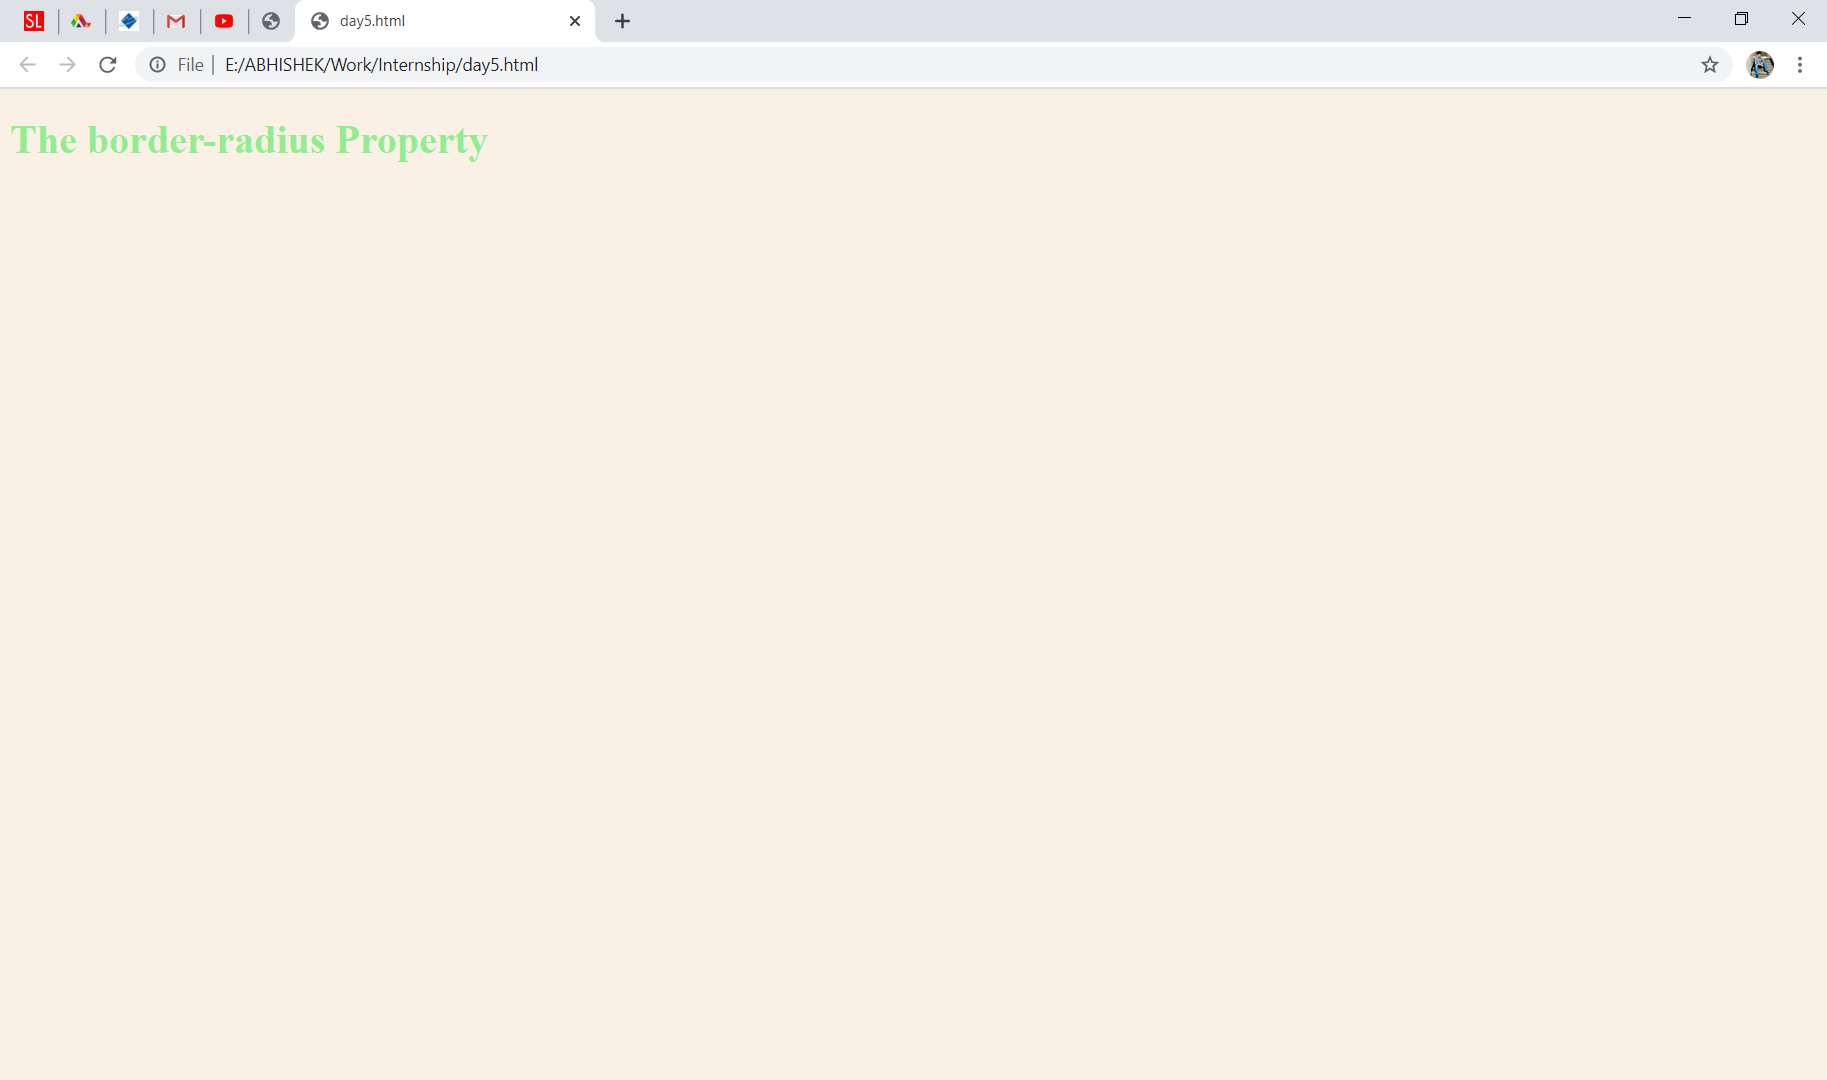 SL
day5.html
File
E:/ABHISHEK/Work/Internship/day5.html
The border-radius Property